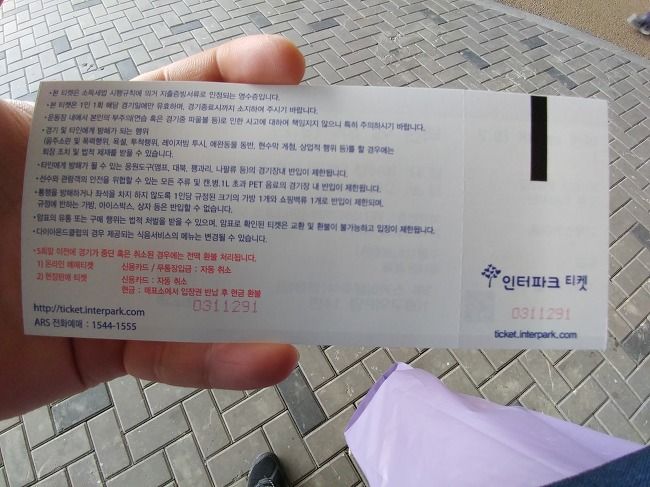 •본 티켓은 소득세법 시행규칙에 의거 지출증빙서류로 인정되는 영수증입니다.
•본 티켓은 1인 1회 해당 경기일에만 유효하며, 경기종료시까지 소지하여 주시기 바랍니다.
•운동장 내에서 본인의 부주의(연습 혹은 경기중 파울볼 등)로 인한 사고에 대하여 책임지지 않으니 특히 주의하시기 바랍니다.
•경기 및 타인에게 방해가 되는 행위
(음주소란 및 폭력행위, 욕설, 투척행위, 레이저빔 투시, 애완동물 동반, 현수막 게첨, 상업적 행위 등)를 할 경우에는
퇴장 조치 및 법적 제재를 받을 수 있습니다.
•타인에게 방해가 될 수 있는 응원도구(앰프, 대북, 꽹과리, 나팔류 등)의 경기장내 반입이 제한됩니다.
•선수와 관람객의 안전을 위협할 수 있는 모든 주류 및 캔,병,1L 초과 PET 음료의 경기장 내 반입이 제한됩니다.
•통행을 방해하거나 좌석을 차지 하지 않도록 1인당 규정된 크기의 가방 1개와 쇼핑백류 1개로 반입이 제한되며,
규정에 반하는 가방, 아이스박스, 상자 등은 반입할 수 없습니다.
•암표의 유통 또는 구매 행위는 법적 처벌을 받을 수 있으며, 암표로 확인된 티켓은 교환 및 환불이 불가능하고 입장이 제한됩니다.
•다이아몬드클럽의 경우 제공되는 식음서비스의 메뉴는 변경될 수 있습니다.
•5회말 이전에 경기가 중단 혹은 취소된 경우에는 전액 환불 처리됩니다.
1) 온라인 예매티켓 신용카드 / 무통장입금 : 자동 취소
2) 현장판매 티켓 신용카드 : 자동 취소
현금 : 매표소에서 입장권 반납 후 현금 환불
http://ticket.interpark.com 0311291
ARS 전화예매 : 1544-1555
인터파크 티켓
0311291
ticket.interpark.com